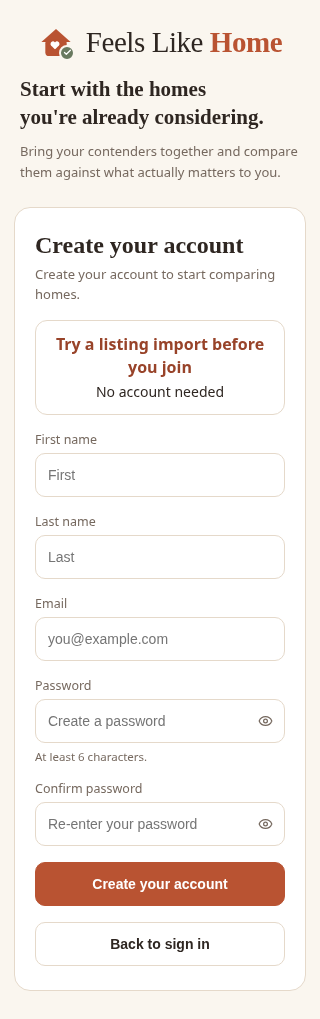 Feels Like Home
Start with the homes
you're already considering.
Bring your contenders together and compare
them against what actually matters to you.
Create your account
Create your account to start comparing
homes.
Try a listing import before
you join
No account needed
First name
First
Last name
Last
Email
you@example.com
Password
Create a password
At least 6 characters.
Confirm password
Re-enter your password
Create your account
Back to sign in